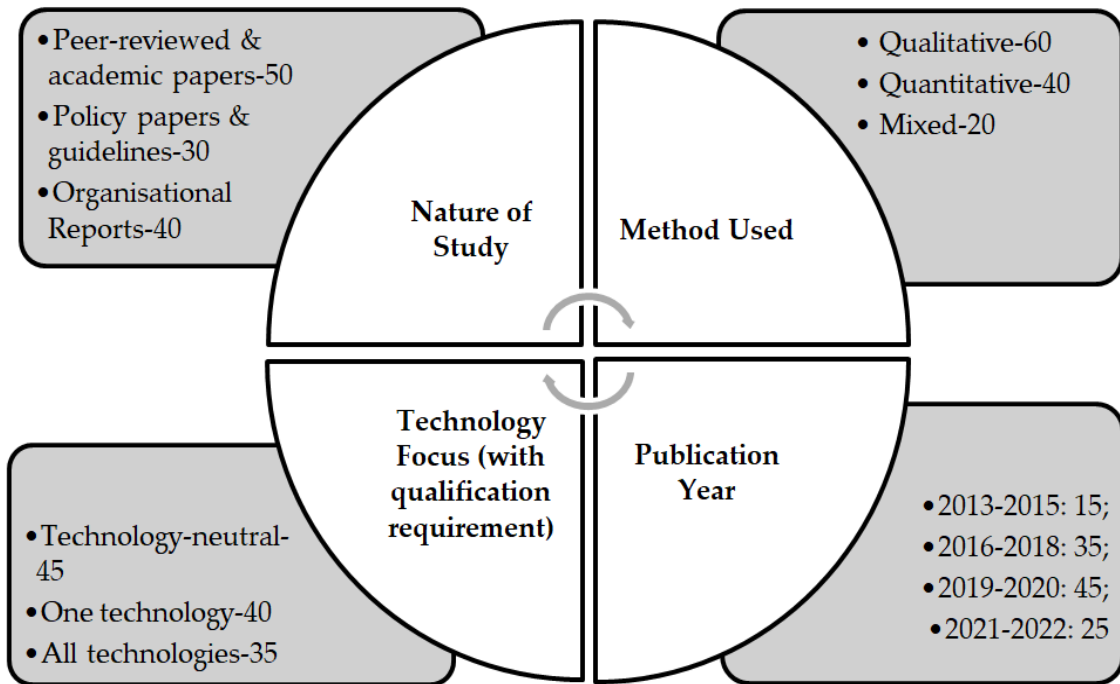 •Peer-reviewed &
academic papers-50
•Policy papers &
guidelines-30
•Organisational
Reports-40
• Qualitative-60
• Quantitative-40
• Mixed-20
Nature of
Study
Method Used
Technology
Focus (with
qualification
requirement)
Publication
Year
•Technology-neutral-
45
•One technology-40
•All technologies-35
•2013-2015: 15;
•2016-2018: 35;
•2019-2020: 45;
•2021-2022: 25